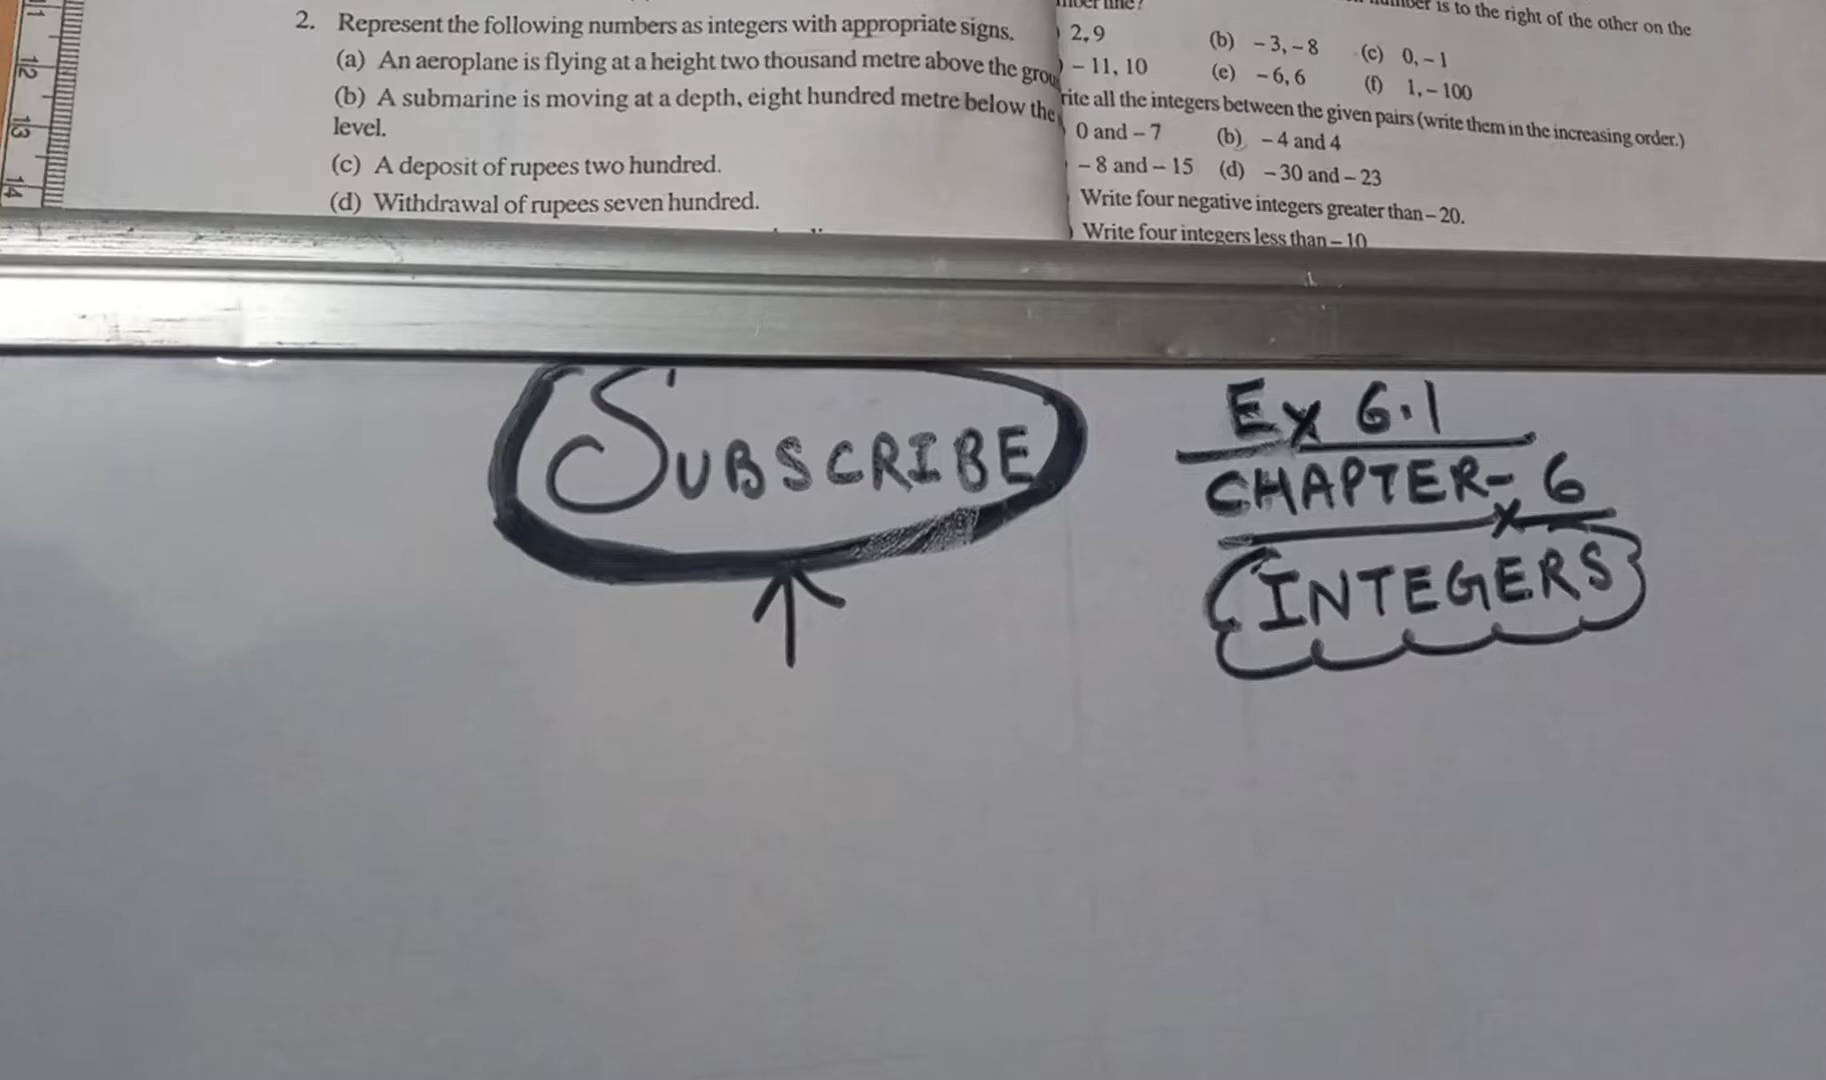 2. Represent the following numbers as integers with appropriate signs.
(a) An aeroplane is flying at a height two thousand metre above the grou
(b) A submarine is moving at a depth, eight hundred metre below the
level.
(c) A deposit of rupees two hundred.
(d) Withdrawal of rupees seven hundred.
is to the right of the other on the
2, 9 (b) – 3, – 8 (c) 0, – 1
– 11, 10 (e) – 6, 6 (f) 1, – 100
rite all the integers between the given pairs (write them in the increasing order.)
0 and – 7 (b) – 4 and 4
– 8 and – 15 (d) – 30 and – 23
Write four negative integers greater than – 20.
Write four integers less than – 10
11
12
13
14
SUBSCRIBE
Ex 6.1
CHAPTER-6
INTEGERS